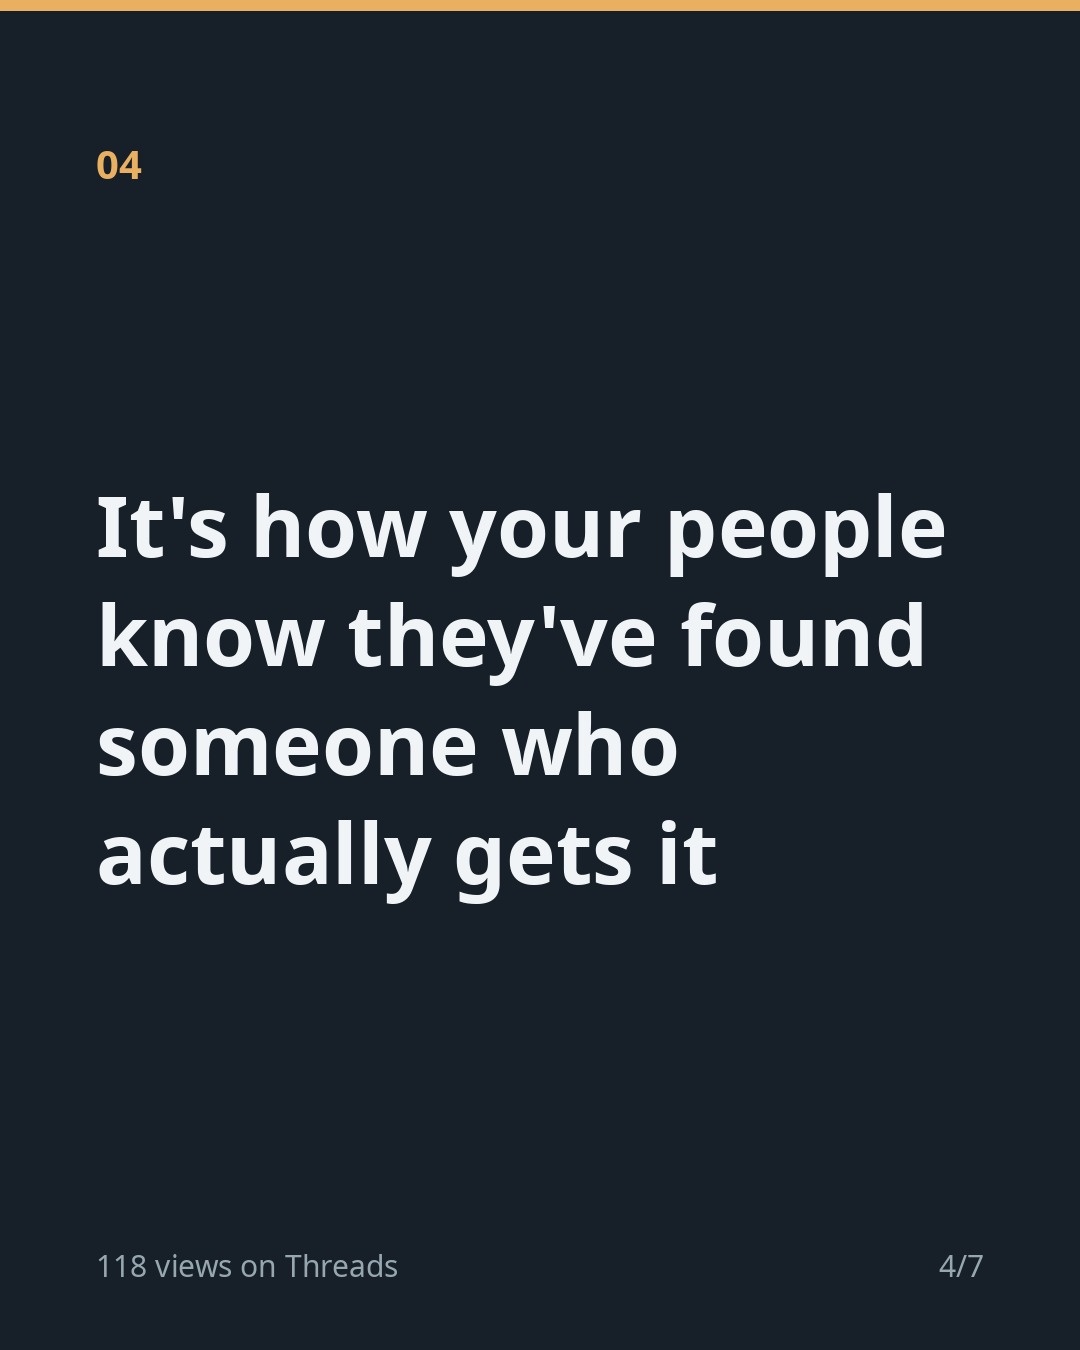 04
It's how your people
know they've found
someone who
actually gets it
118 views on Threads
4/7